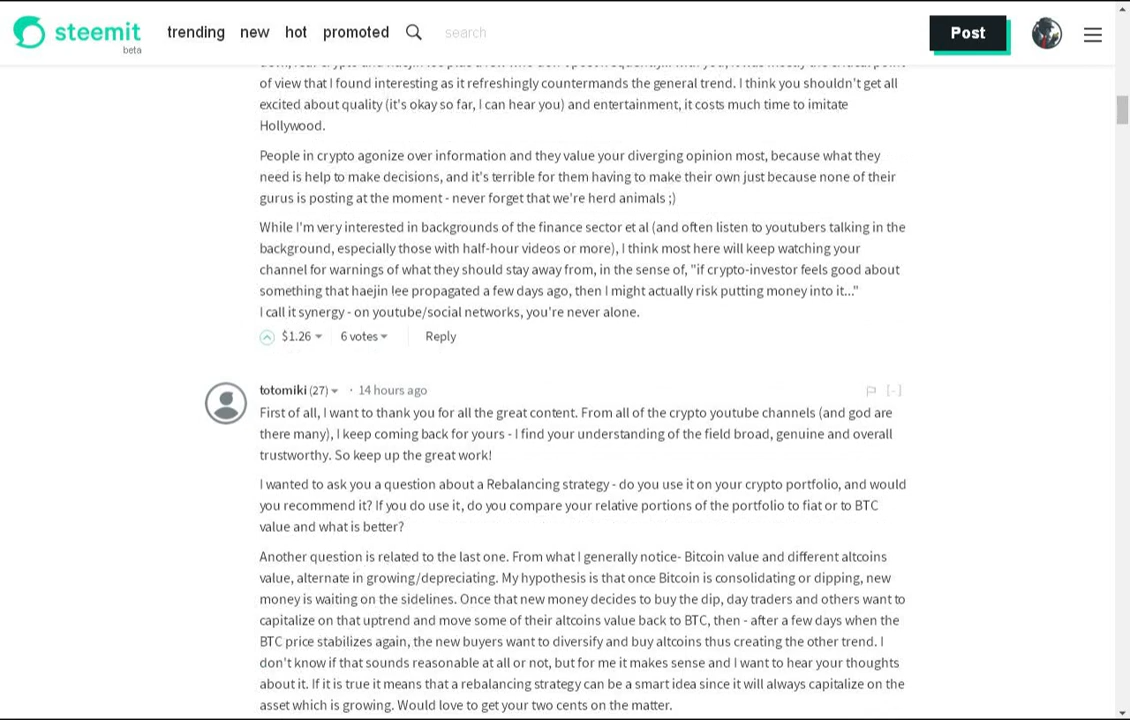 steemit
beta
trending new hot promoted search Post
of view that I found interesting as it refreshingly countermands the general trend. I think you shouldn't get all
excited about quality (it's okay so far, I can hear you) and entertainment, it costs much time to imitate
Hollywood.
People in crypto agonize over information and they value your diverging opinion most, because what they
need is help to make decisions, and it's terrible for them having to make their own just because none of their
gurus is posting at the moment - never forget that we're herd animals ;)
While I'm very interested in backgrounds of the finance sector et al (and often listen to youtubers talking in the
background, especially those with half-hour videos or more), I think most here will keep watching your
channel for warnings of what they should stay away from, in the sense of, "if crypto-investor feels good about
something that haejin lee propagated a few days ago, then I might actually risk putting money into it..."
I call it synergy - on youtube/social networks, you're never alone.
$1.26 6 votes Reply
totomiki (27) · 14 hours ago [-]
First of all, I want to thank you for all the great content. From all of the crypto youtube channels (and god are
there many), I keep coming back for yours - I find your understanding of the field broad, genuine and overall
trustworthy. So keep up the great work!
I wanted to ask you a question about a Rebalancing strategy - do you use it on your crypto portfolio, and would
you recommend it? If you do use it, do you compare your relative portions of the portfolio to fiat or to BTC
value and what is better?
Another question is related to the last one. From what I generally notice- Bitcoin value and different altcoins
value, alternate in growing/depreciating. My hypothesis is that once Bitcoin is consolidating or dipping, new
money is waiting on the sidelines. Once that new money decides to buy the dip, day traders and others want to
capitalize on that uptrend and move some of their altcoins value back to BTC, then - after a few days when the
BTC price stabilizes again, the new buyers want to diversify and buy altcoins thus creating the other trend. I
don't know if that sounds reasonable at all or not, but for me it makes sense and I want to hear your thoughts
about it. If it is true it means that a rebalancing strategy can be a smart idea since it will always capitalize on the
asset which is growing. Would love to get your two cents on the matter.